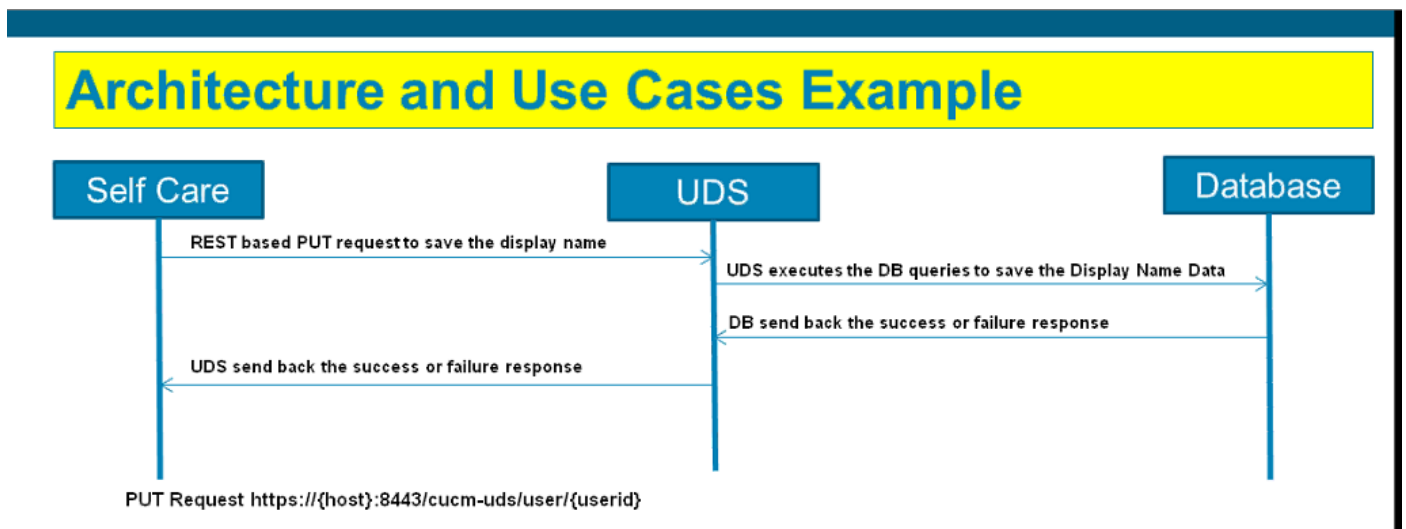 Architecture and Use Cases Example
Self Care
UDS
Database
REST based PUT request to save the display name
UDS executes the DB queries to save the Display Name Data
DB send back the success or failure response
UDS send back the success or failure response
PUT Request https://{host}:8443/cucm-uds/user/{userid}